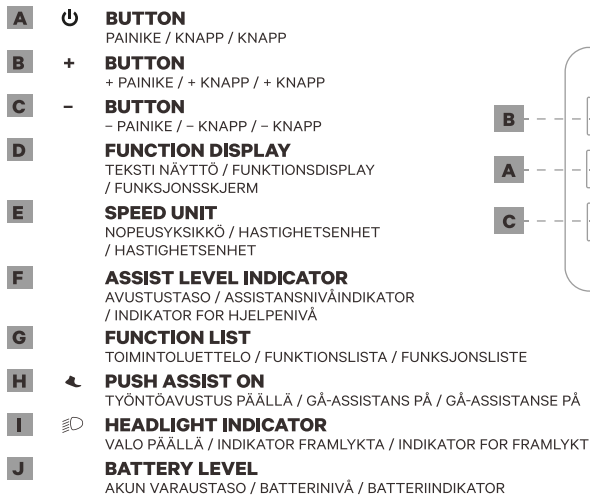 A BUTTON
PAINIKE / KNAPP / KNAPP
B + BUTTON
+ PAINIKE / + KNAPP / + KNAPP
C – BUTTON
– PAINIKE / – KNAPP / – KNAPP
D FUNCTION DISPLAY
TEKSTI NÄYTTÖ / FUNKTIONSDISPLAY
/ FUNKSJONSSKJERM
E SPEED UNIT
NOPEUSYKSIKKÖ / HASTIGHETSENHET
/ HASTIGHETSENHET
F ASSIST LEVEL INDICATOR
AVUSTUSTASO / ASSISTANSNIVÅINDIKATOR
/ INDIKATOR FOR HJELPENIVÅ
G FUNCTION LIST
TOIMINTOLUETTELO / FUNKTIONSLISTA / FUNKSJONSLISTE
H PUSH ASSIST ON
TYÖNTÖAVUSTUS PÄÄLLÄ / GÅ-ASSISTANS PÅ / GÅ-ASSISTANSE PÅ
I HEADLIGHT INDICATOR
VALO PÄÄLLÄ / INDIKATOR FRAMLYKTA / INDIKATOR FOR FRAMLYKT
J BATTERY LEVEL
AKUN VARAUSTASO / BATTERINIVÅ / BATTERIINDIKATOR
B
A
C